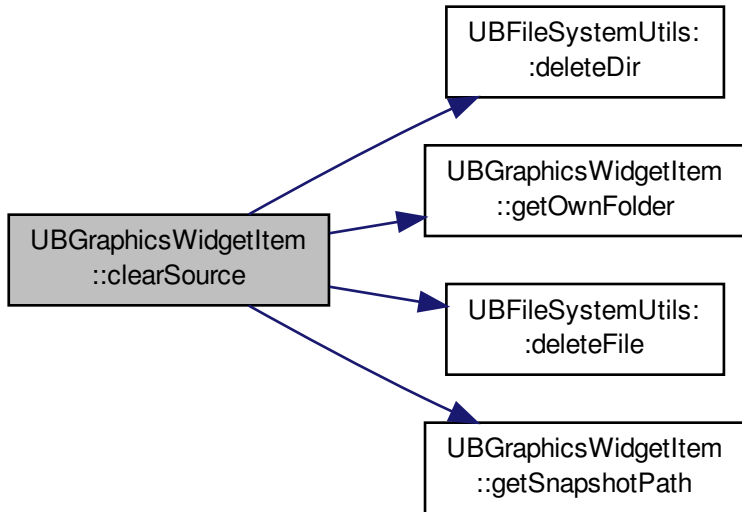 UBFileSystemUtils:
:deleteDir
UBGraphicsWidgetItem
::getOwnFolder
UBGraphicsWidgetItem
::clearSource
UBFileSystemUtils:
:deleteFile
UBGraphicsWidgetItem
::getSnapshotPath